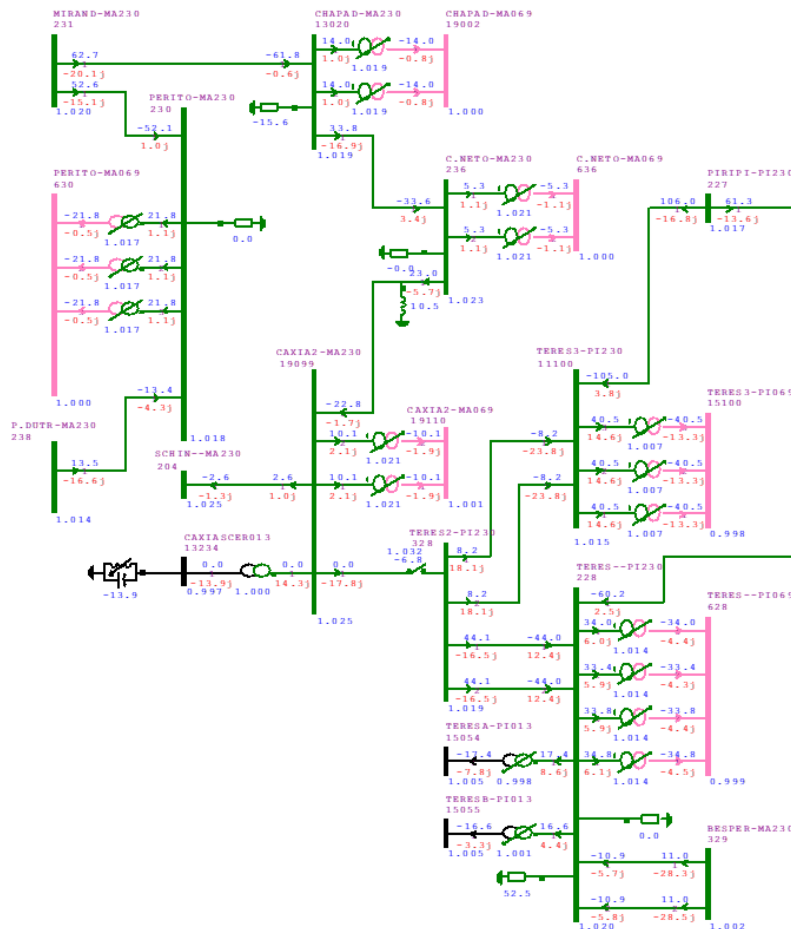 MIRAND-MA230
231
62.7
-20.1j
52.6
-15.1j
1.020
-61.8
-0.6j
CHAPAD-MA230
13020
14.0
1.0j
1.019
-14.0
-0.8j
14.0
1.0j
1.019
-14.0
-0.8j
CHAPAD-MA069
19002
1.000
-15.6
33.8
-16.9j
1.019
PERITO-MA230
230
-52.1
1.0j
PERITO-MA069
630
-21.8
-0.5j
1.017
21.8
1.1j
-21.8
-0.5j
1.017
21.8
1.1j
-21.8
-0.5j
1.017
21.8
1.1j
0.0
1.000
-13.4
-4.3j
1.018
P.DUTR-MA230
238
13.5
-16.6j
1.014
C.NETO-MA230
236
-33.6
3.4j
5.3
1.1j
1.021
-5.3
-1.1j
5.3
1.1j
1.021
-5.3
-1.1j
C.NETO-MA069
636
1.000
-0.0
23.0
-5.7j
10.5
1.023
PIRIPI-PI230
227
106.0
-16.8j
61.3
-13.6j
1.017
CAXIA2-MA230
19099
-22.8
-1.7j
10.1
2.1j
1.021
-10.1
-1.9j
10.1
2.1j
1.021
-10.1
-1.9j
CAXIA2-MA069
19110
1.001
SCHIN--MA230
204
-2.6
-1.3j
2.6
1.0j
1.025
CAXIASCER013
13234
-13.9
0.0
-13.9j
0.997
1.000
0.0
14.3j
0.0
-17.8j
1.032
-6.8
1.025
TERES3-PI230
11100
-105.0
3.8j
-8.2
-23.8j
-8.2
-23.8j
40.5
14.6j
1.007
-40.5
-13.3j
40.5
14.6j
1.007
-40.5
-13.3j
40.5
14.6j
1.007
-40.5
-13.3j
1.015
TERES3-PI069
15100
0.998
TERES2-PI230
328
8.2
18.1j
8.2
18.1j
44.1
-16.5j
-44.0
12.4j
44.1
-16.5j
-44.0
12.4j
1.019
TERES--PI230
228
-60.2
2.5j
34.0
6.0j
1.014
-34.0
-4.4j
33.4
5.9j
1.014
-33.4
-4.3j
33.8
5.9j
1.014
-33.8
-4.4j
34.8
6.1j
1.014
-34.8
-4.5j
TERES--PI069
628
0.999
TERESA-PI013
15054
-17.4
-7.8j
1.005
0.998
17.4
8.6j
TERESB-PI013
15055
-16.6
-3.3j
1.005
1.001
16.6
4.4j
0.0
52.5
BESPER-MA230
329
-10.9
-5.7j
11.0
-28.3j
-10.9
-5.8j
11.0
-28.5j
1.020
1.002